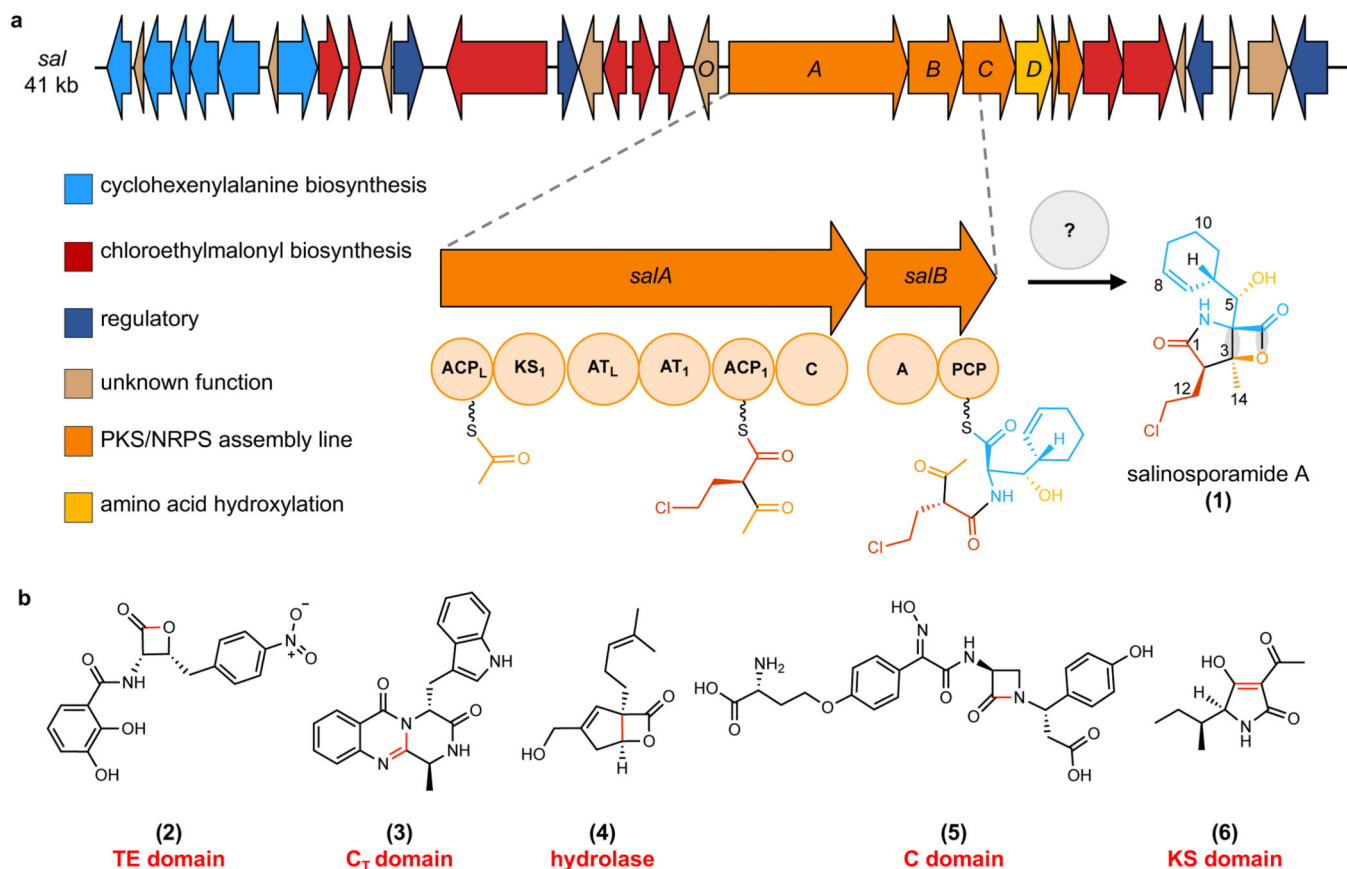 a
sal
41 kb
O
A
B
C
D
cyclohexenylalanine biosynthesis
chloroethylmalonyl biosynthesis
regulatory
unknown function
PKS/NRPS assembly line
amino acid hydroxylation
salA
salB
?
ACPL
KS1
ATL
AT1
ACP1
C
A
PCP
S
O
S
O
Cl
O
S
O
H
O
OH
NH
Cl
O
10
H
OH
8
5
H
N
O
O
1
3
O
12
14
Cl
salinosporamide A
(1)
b
O
O
O−
N+
O
O
NH
OH
OH
(2)
TE domain
NH
O
O
N
N
NH
(3)
CT domain
O
O
HO
H
(4)
hydrolase
HO
N
H
N
OH
NH2
HO
O
O
O
O
N
O
OH
(5)
C domain
O
HO
H
O
N
H
(6)
KS domain